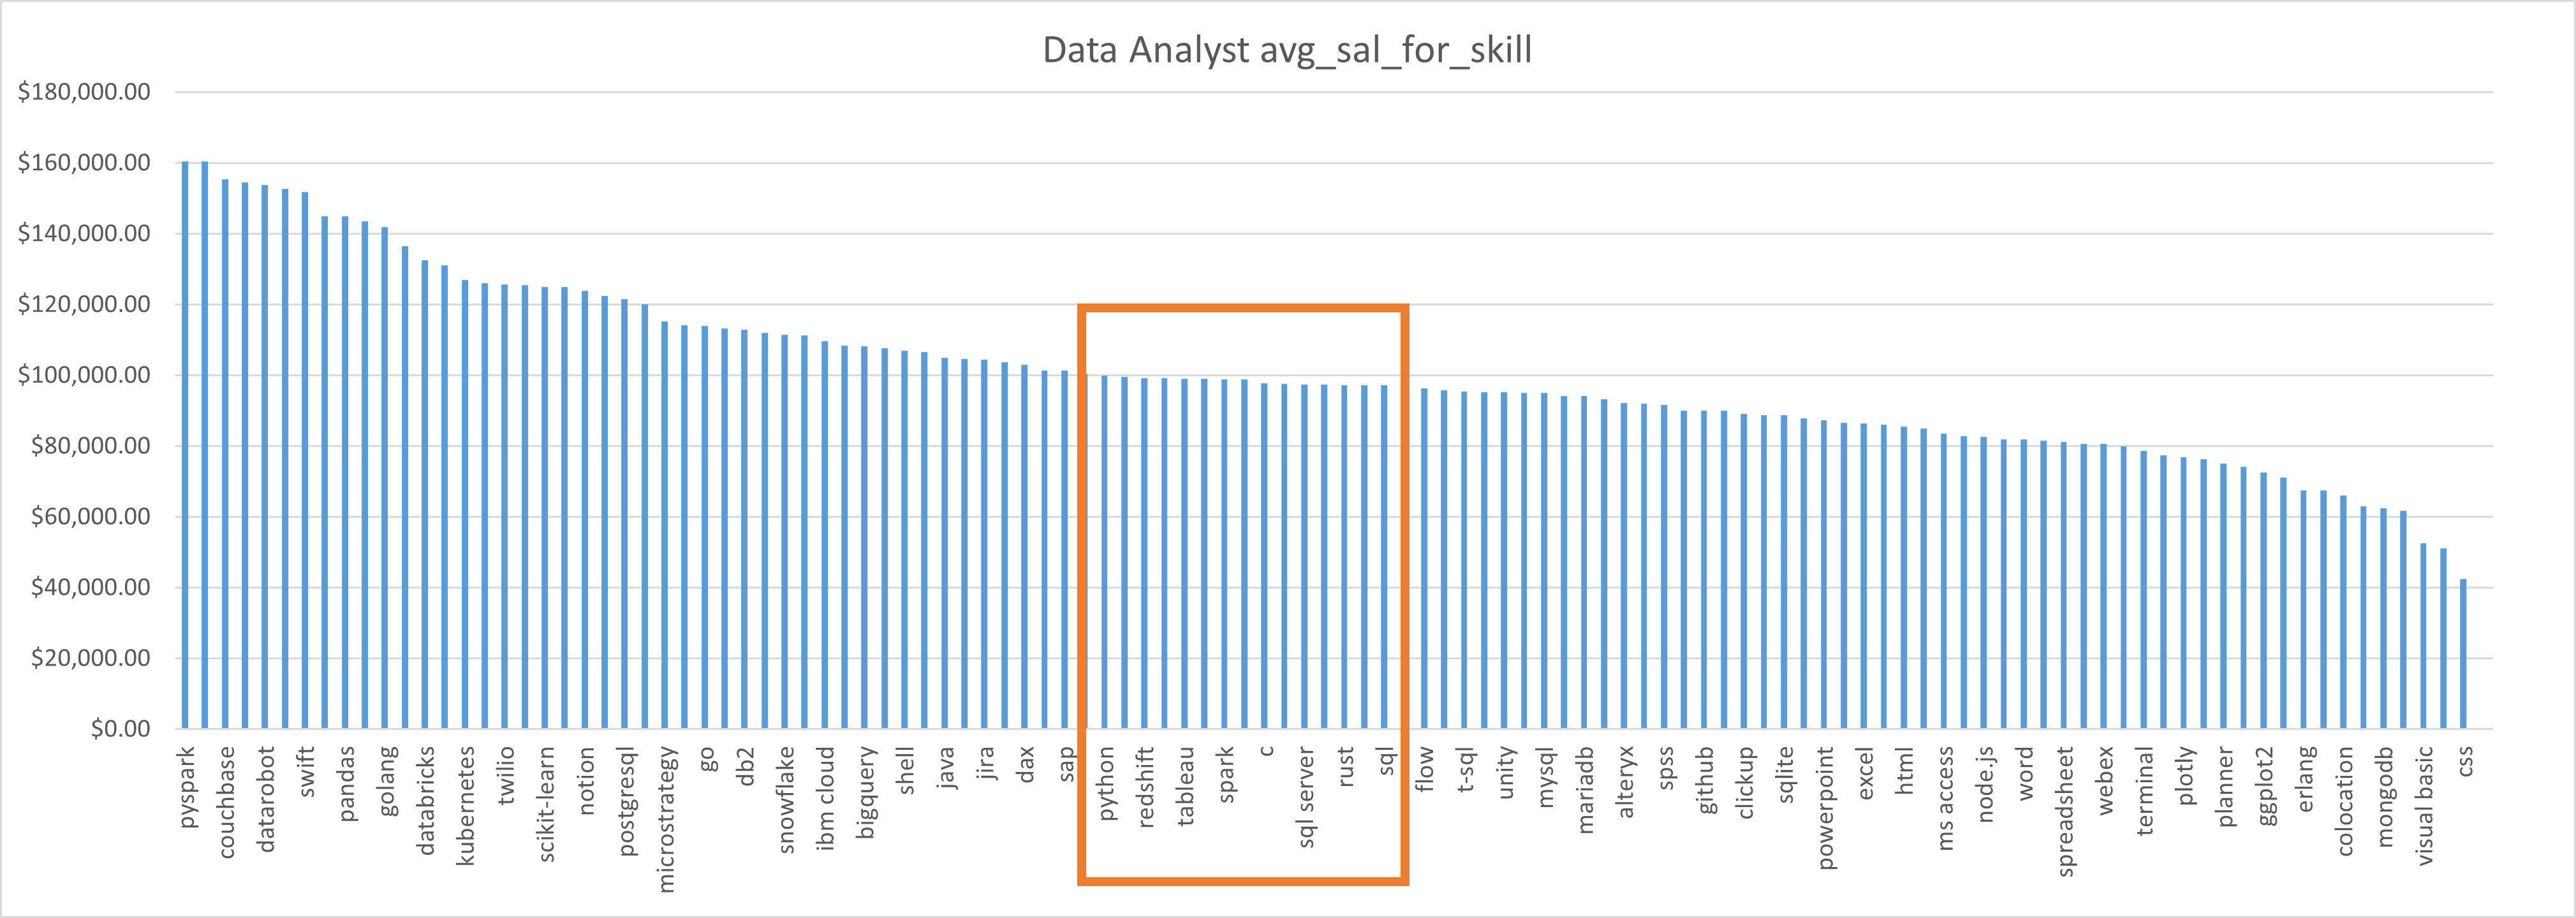 Data Analyst avg_sal_for_skill
$180,000.00
$160,000.00
$140,000.00
$120,000.00
$100,000.00
$80,000.00
$60,000.00
$40,000.00
$20,000.00
$0.00
pyspark
couchbase
datarobot
swift
pandas
golang
databricks
kubernetes
twilio
scikit-learn
notion
postgresql
microstrategy
go
db2
snowflake
ibm cloud
bigquery
shell
java
jira
dax
sap
python
redshift
tableau
spark
c
sql server
rust
sql
flow
t-sql
unity
mysql
mariadb
alteryx
spss
github
clickup
sqlite
powerpoint
excel
html
ms access
node.js
word
spreadsheet
webex
terminal
plotly
planner
ggplot2
erlang
colocation
mongodb
visual basic
css